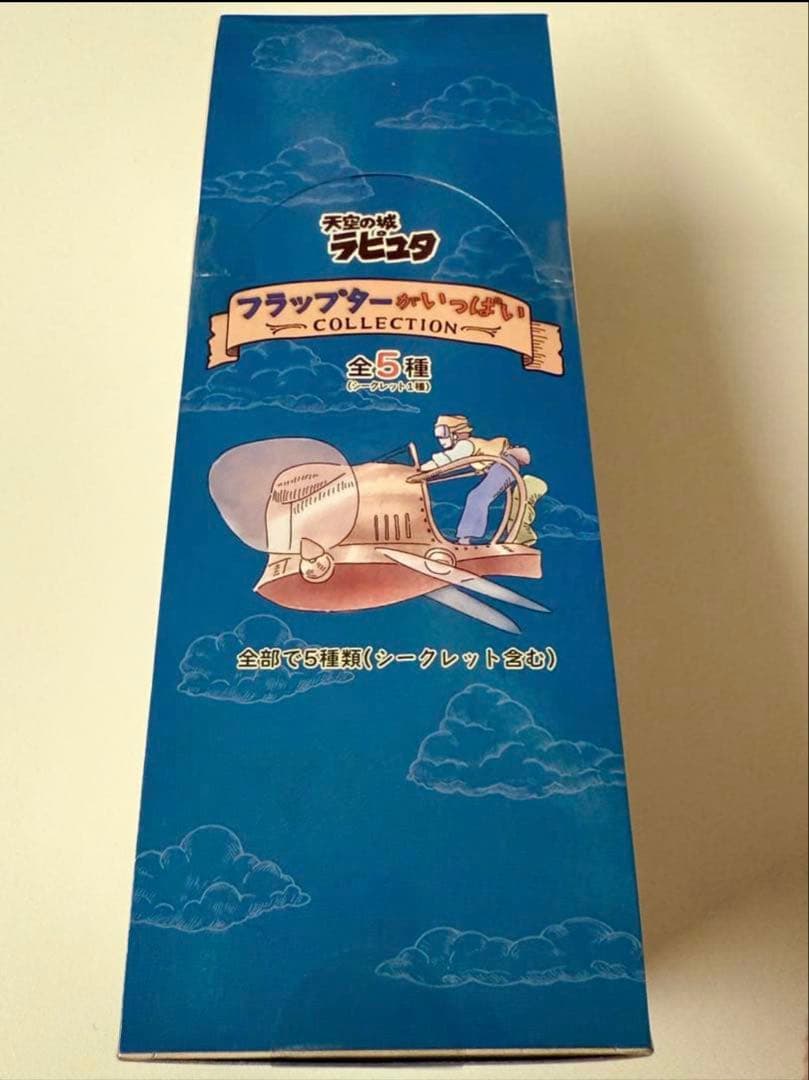 天空の城
ラピュタ
フラップターがいっぱい
COLLECTION
全5種
(シークレット1種)
全部で5種類(シークレット含む)